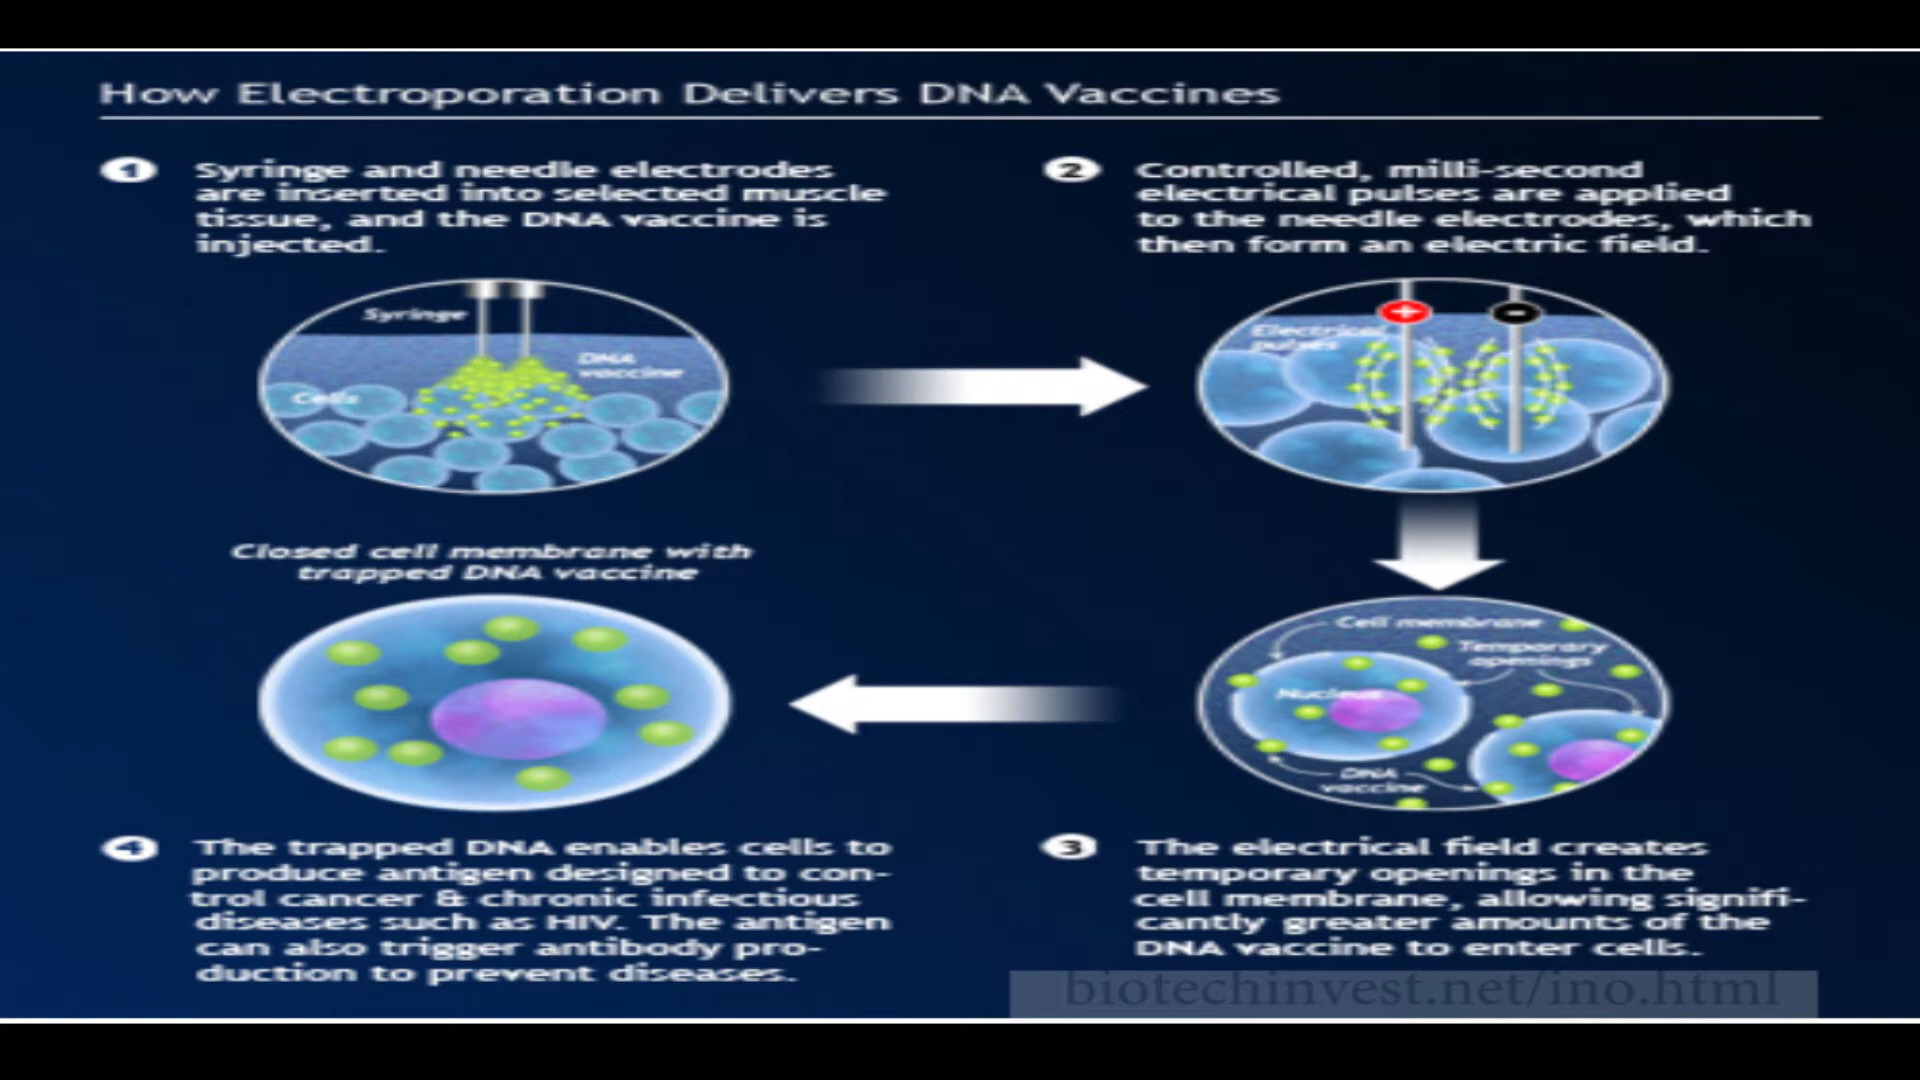 How Electroporation Delivers DNA Vaccines
1 Syringe and needle electrodes
are inserted into selected muscle
tissue, and the DNA vaccine is
injected.
Syringe
DNA
vaccine
Cells
2 Controlled, milli-second
electrical pulses are applied
to the needle electrodes, which
then form an electric field.
Electrical
pulses
+ -
Cell membrane
Temporary
openings
Nucleus
DNA
vaccine
3 The electrical field creates
temporary openings in the
cell membrane, allowing signifi-
cantly greater amounts of the
DNA vaccine to enter cells.
Closed cell membrane with
trapped DNA vaccine
4 The trapped DNA enables cells to
produce antigen designed to con-
trol cancer & chronic infectious
diseases such as HIV. The antigen
can also trigger antibody pro-
duction to prevent diseases.
biotechinvest.net/ino.html